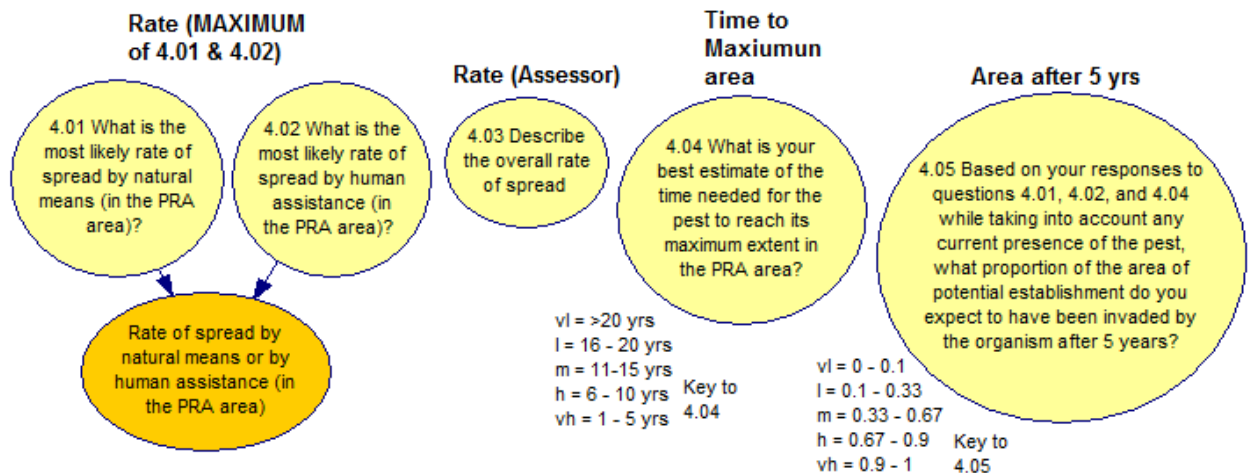 Rate (MAXIMUM
of 4.01 & 4.02)
4.01 What is the
most likely rate of
spread by natural
means (in the PRA
area)?
4.02 What is the
most likely rate of
spread by human
assistance (in
the PRA area)?
Rate of spread by
natural means or by
human assistance (in
the PRA area)
Rate (Assessor)
4.03 Describe
the overall rate
of spread
Time to
Maxiumun
area
4.04 What is your
best estimate of the
time needed for the
pest to reach its
maximum extent in
the PRA area?
vl = >20 yrs
l = 16 - 20 yrs
m = 11-15 yrs
h = 6 - 10 yrs
vh = 1 - 5 yrs
Key to
4.04
Area after 5 yrs
4.05 Based on your responses to
questions 4.01, 4.02, and 4.04
while taking into account any
current presence of the pest,
what proportion of the area of
potential establishment do you
expect to have been invaded by
the organism after 5 years?
vl = 0 - 0.1
l = 0.1 - 0.33
m = 0.33 - 0.67
h = 0.67 - 0.9
vh = 0.9 - 1
Key to
4.05